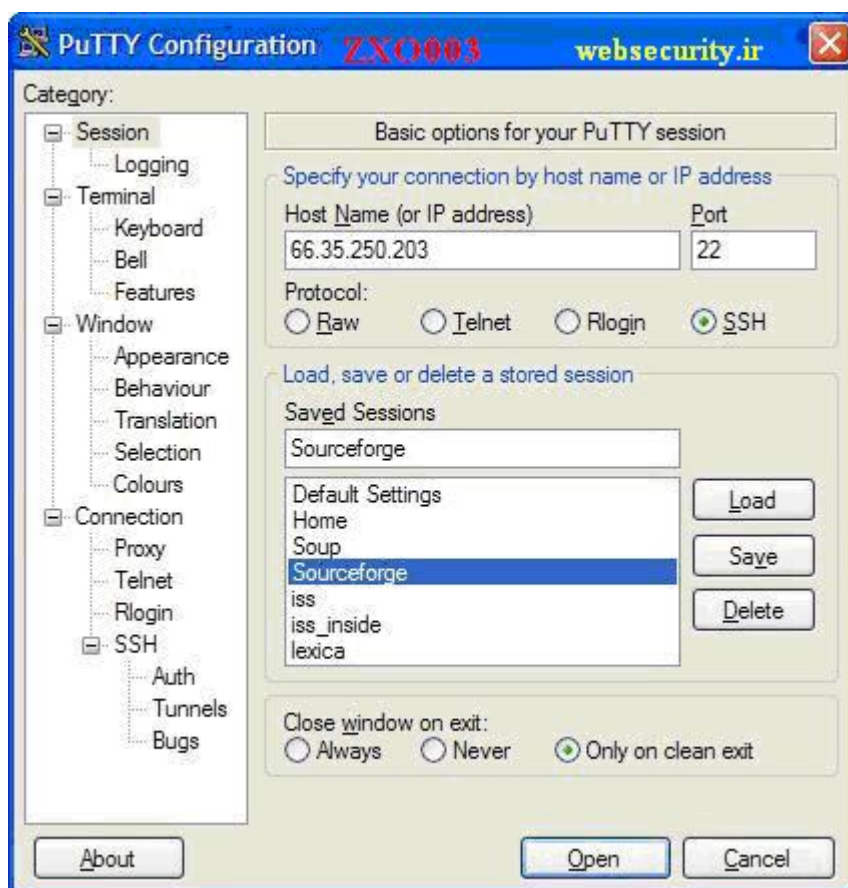 PuTTY Configuration ZXO003 websecurity.ir
Category:
Session
Logging
Terminal
Keyboard
Bell
Features
Window
Appearance
Behaviour
Translation
Selection
Colours
Connection
Proxy
Telnet
Rlogin
SSH
Auth
Tunnels
Bugs
Basic options for your PuTTY session
Specify your connection by host name or IP address
Host Name (or IP address) Port
66.35.250.203 22
Protocol:
Raw Telnet Rlogin SSH
Load, save or delete a stored session
Saved Sessions
Sourceforge
Default Settings
Home
Soup
Sourceforge
iss
iss_inside
lexica
Load
Save
Delete
Close window on exit:
Always Never Only on clean exit
About Open Cancel